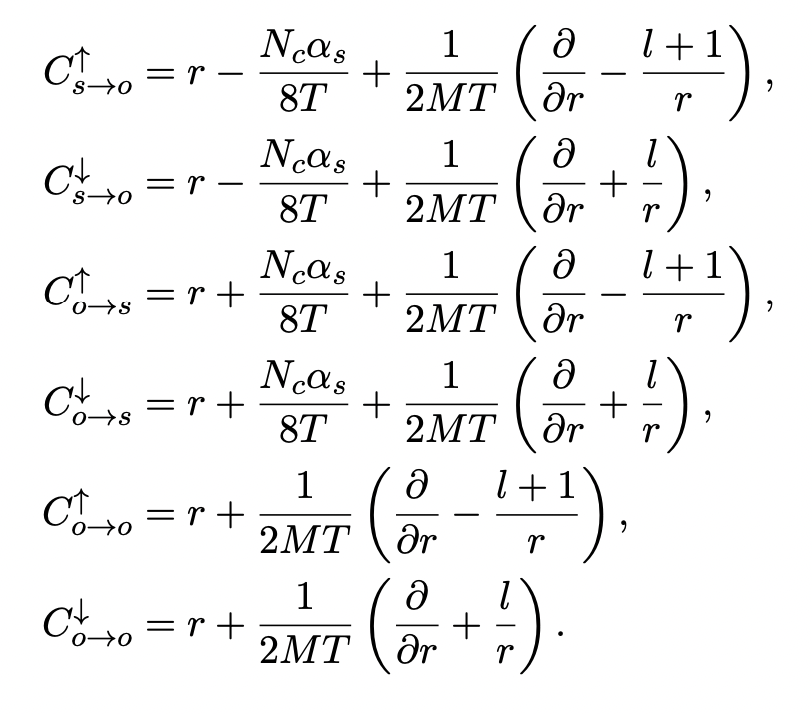 $C^{\uparrow}_{s\to o} = r - \frac{N_c\alpha_s}{8T} + \frac{1}{2MT}\left(\frac{\partial}{\partial r} - \frac{l+1}{r}\right),$
$C^{\downarrow}_{s\to o} = r - \frac{N_c\alpha_s}{8T} + \frac{1}{2MT}\left(\frac{\partial}{\partial r} + \frac{l}{r}\right),$
$C^{\uparrow}_{o\to s} = r + \frac{N_c\alpha_s}{8T} + \frac{1}{2MT}\left(\frac{\partial}{\partial r} - \frac{l+1}{r}\right),$
$C^{\downarrow}_{o\to s} = r + \frac{N_c\alpha_s}{8T} + \frac{1}{2MT}\left(\frac{\partial}{\partial r} + \frac{l}{r}\right),$
$C^{\uparrow}_{o\to o} = r + \frac{1}{2MT}\left(\frac{\partial}{\partial r} - \frac{l+1}{r}\right),$
$C^{\downarrow}_{o\to o} = r + \frac{1}{2MT}\left(\frac{\partial}{\partial r} + \frac{l}{r}\right).$